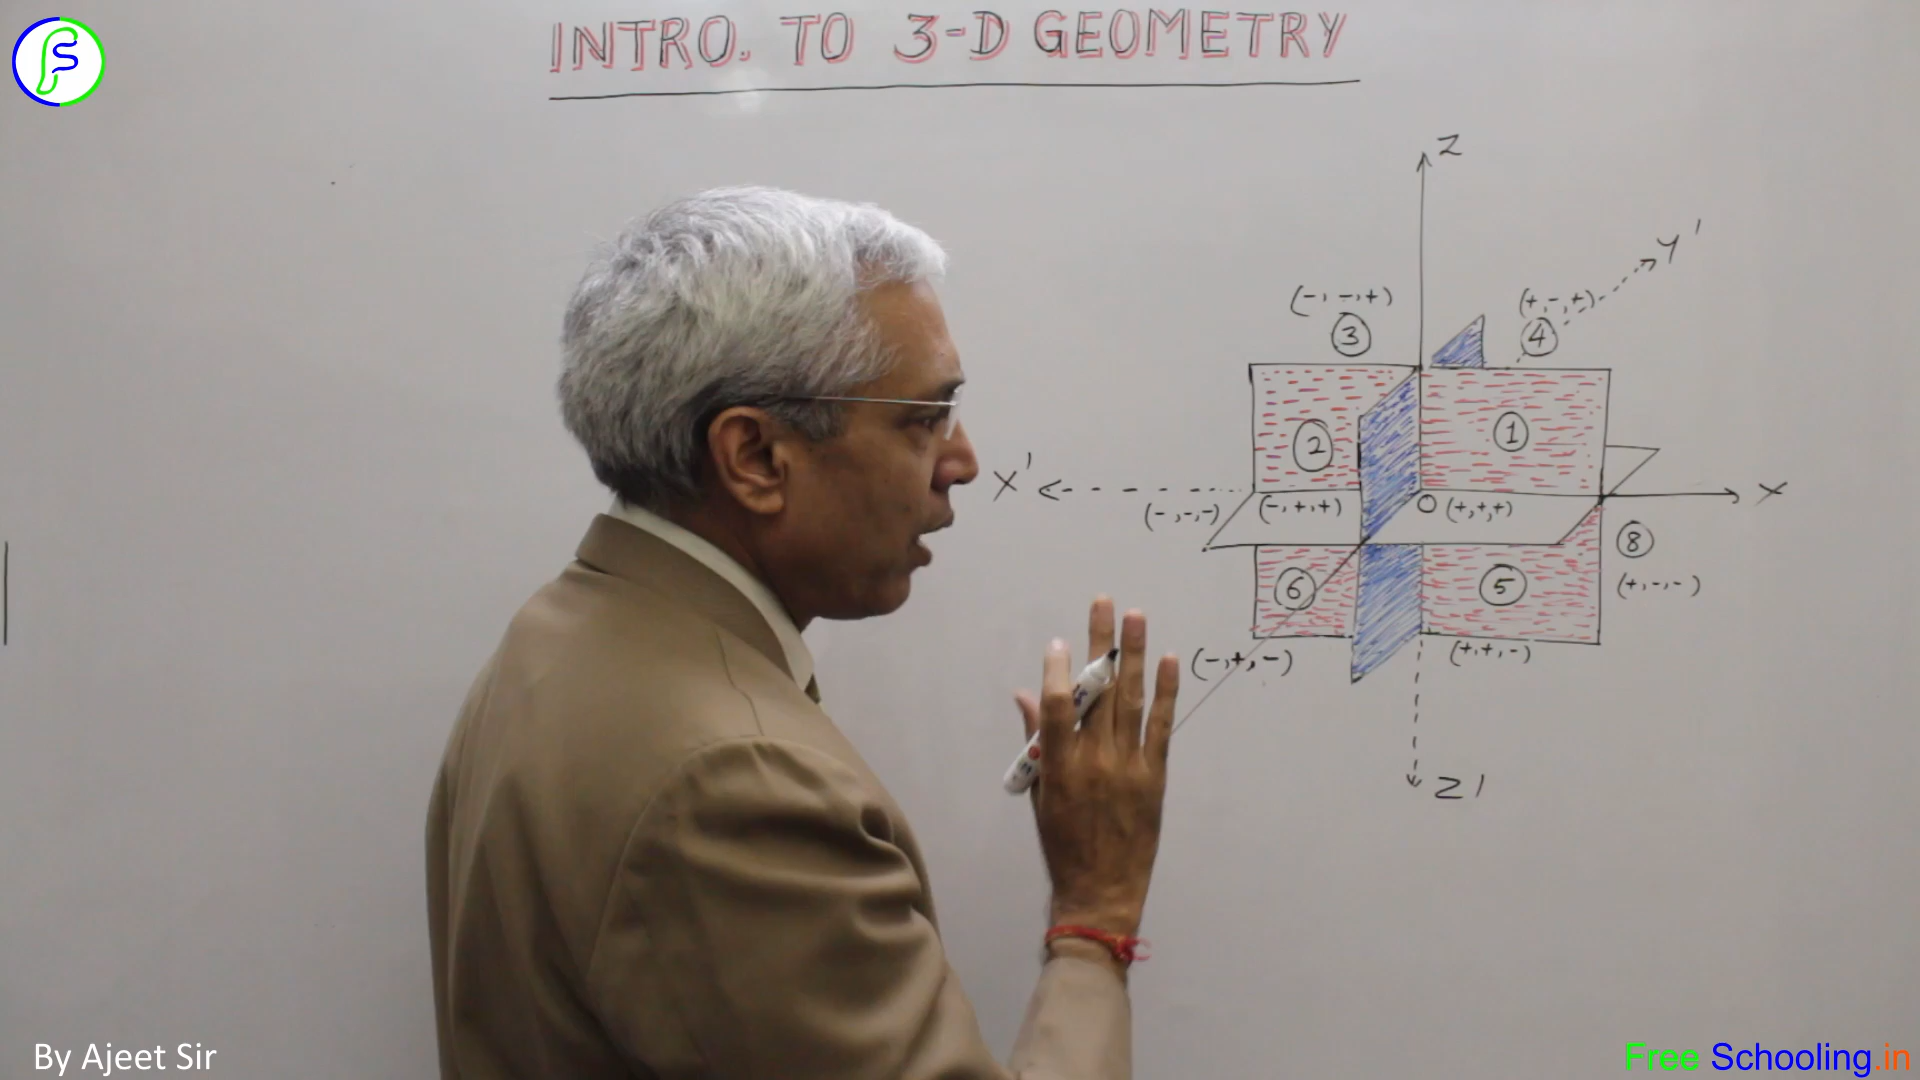 INTRO. TO 3-D GEOMETRY
Z
Y'
(-,-,+)
(+,-,+)
3
4
2
1
X'
X
(-,-,-)
(-,+,+)
O
(+,+,+)
8
6
5
(+,-,-)
(-,+,-)
(+,+,-)
Z'
By Ajeet Sir
Free Schooling.in